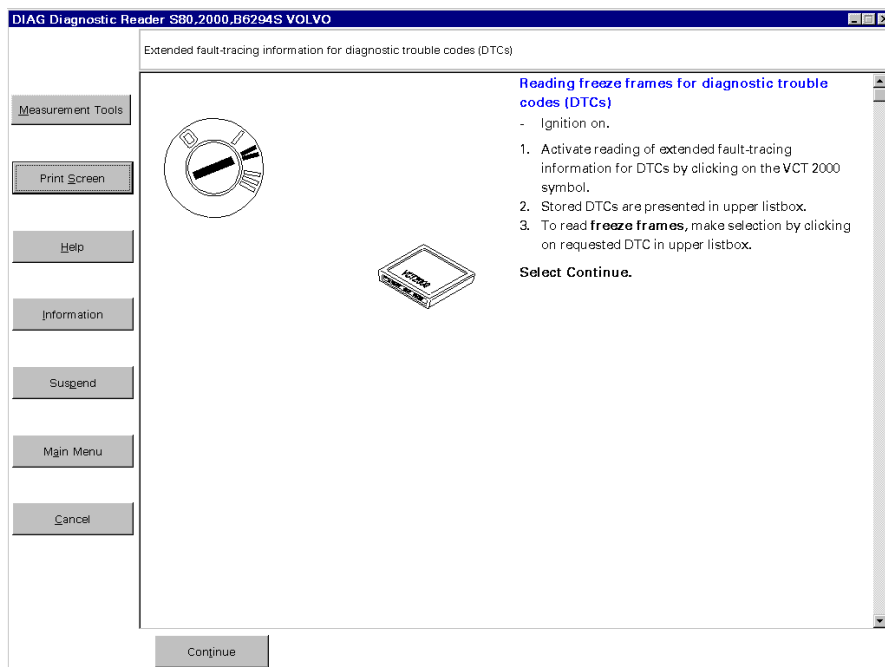 DIAG Diagnostic Reader S80,2000,B6294S VOLVO
Extended fault-tracing information for diagnostic trouble codes (DTCs)
Measurement Tools
Print Screen
Help
Information
Suspend
Main Menu
Cancel
VCT2000
Reading freeze frames for diagnostic trouble
codes (DTCs)
- Ignition on.
1. Activate reading of extended fault-tracing
information for DTCs by clicking on the VCT 2000
symbol.
2. Stored DTCs are presented in upper listbox.
3. To read freeze frames, make selection by clicking
on requested DTC in upper listbox.
Select Continue.
Continue